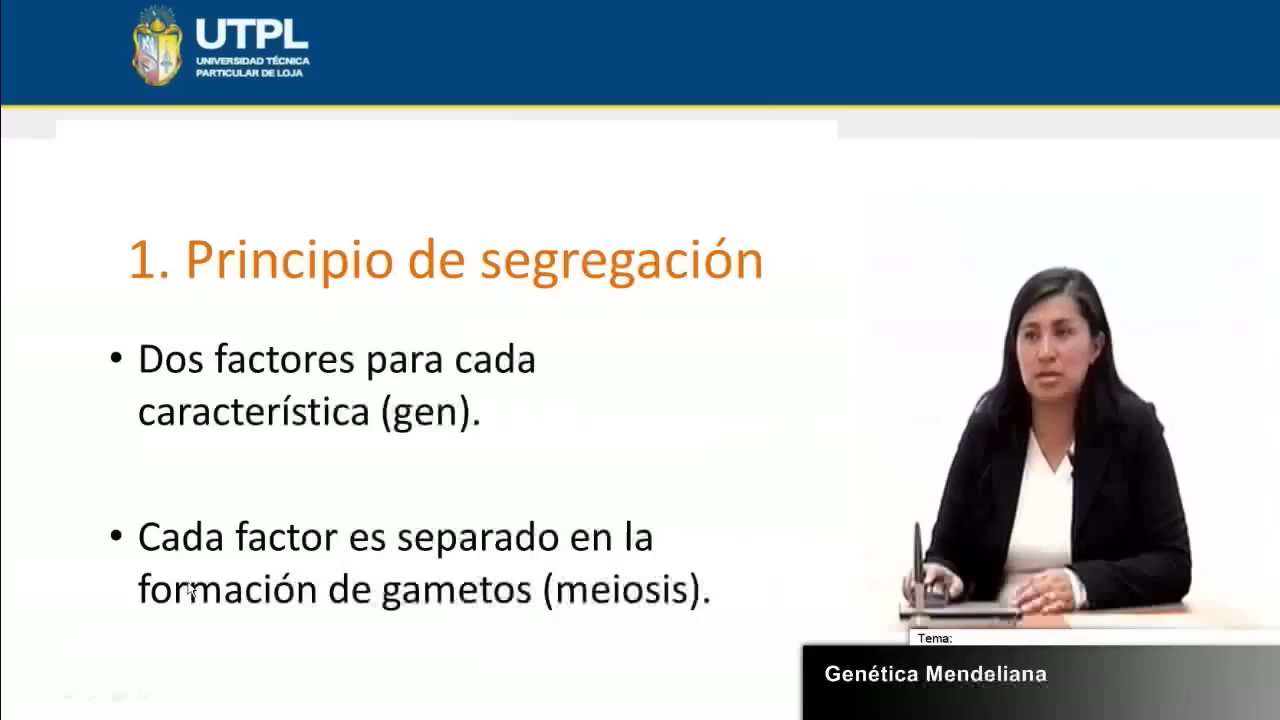 UTPL
UNIVERSIDAD TÉCNICA
PARTICULAR DE LOJA
1. Principio de segregación
• Dos factores para cada
característica (gen).
• Cada factor es separado en la
formación de gametos (meiosis).
Tema:
Genética Mendeliana